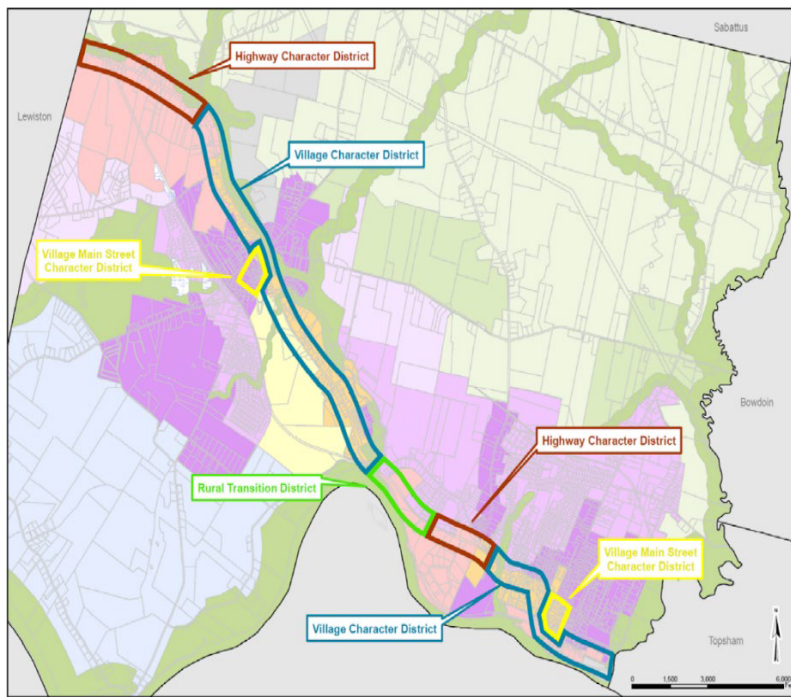 Sabattus
Highway Character District
Lewiston
Village Character District
Village Main Street
Character District
Bowdoin
Highway Character District
Rural Transition District
Village Main Street
Character District
Village Character District
Topsham
N
0 1,500 3,000 6,000